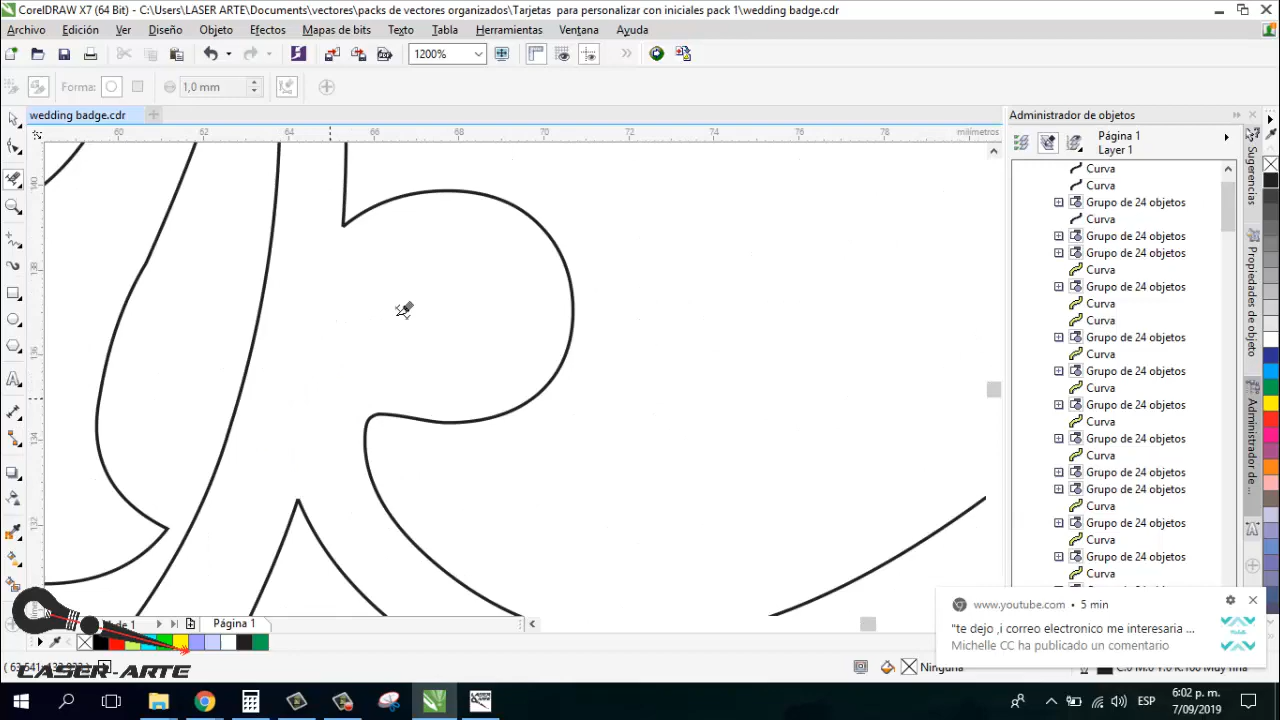 CorelDRAW X7 (64 Bit) - C:\Users\LASER ARTE\Documents\vectores\packs de vectores organizados\Tarjetas para personalizar con iniciales pack 1\wedding badge.cdr
Archivo Edición Ver Diseño Objeto Efectos Mapas de bits Texto Tabla Herramientas Ventana Ayuda
1200%
Forma: 1,0 mm
wedding badge.cdr
Administrador de objetos
60 62 64 66 68 70 72 74 76 78 milímetros
Página 1
Layer 1
Curva
Curva
Grupo de 24 objetos
Curva
Grupo de 24 objetos
Grupo de 24 objetos
Curva
Grupo de 24 objetos
Curva
Curva
Grupo de 24 objetos
Curva
Grupo de 24 objetos
Curva
Grupo de 24 objetos
Curva
Grupo de 24 objetos
Curva
Grupo de 24 objetos
Grupo de 24 objetos
Curva
Grupo de 24 objetos
Curva
Grupo de 24 objetos
Curva
Sugerencias
Propiedades de objeto
Administrador de ...
140
138
136
134
132
de 1 Página 1
www.youtube.com • 5 min
"te dejo ,i correo electronico me interesaria ...
Michelle CC ha publicado un comentario
LASER-ARTE
Ninguna
ESP
6:02 p. m.
7/09/2019